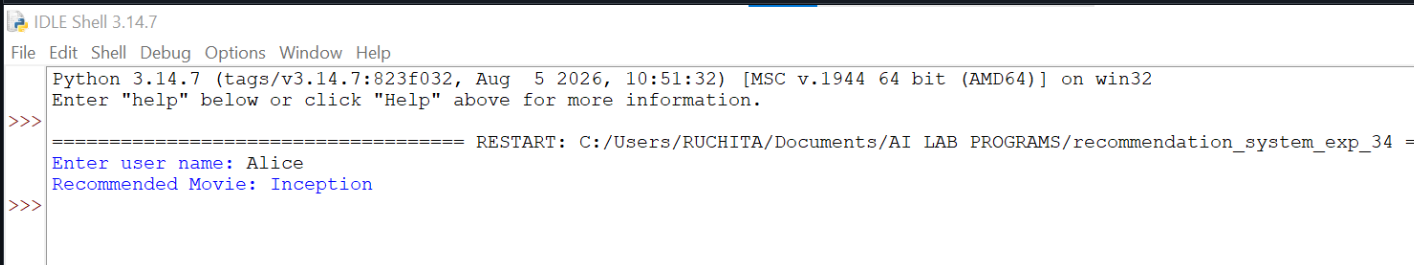 IDLE Shell 3.14.7
File Edit Shell Debug Options Window Help
Python 3.14.7 (tags/v3.14.7:823f032, Aug  5 2026, 10:51:32) [MSC v.1944 64 bit (AMD64)] on win32
Enter "help" below or click "Help" above for more information.
>>>
==================================== RESTART: C:/Users/RUCHITA/Documents/AI LAB PROGRAMS/recommendation_system_exp_34 =
Enter user name: Alice
Recommended Movie: Inception
>>>